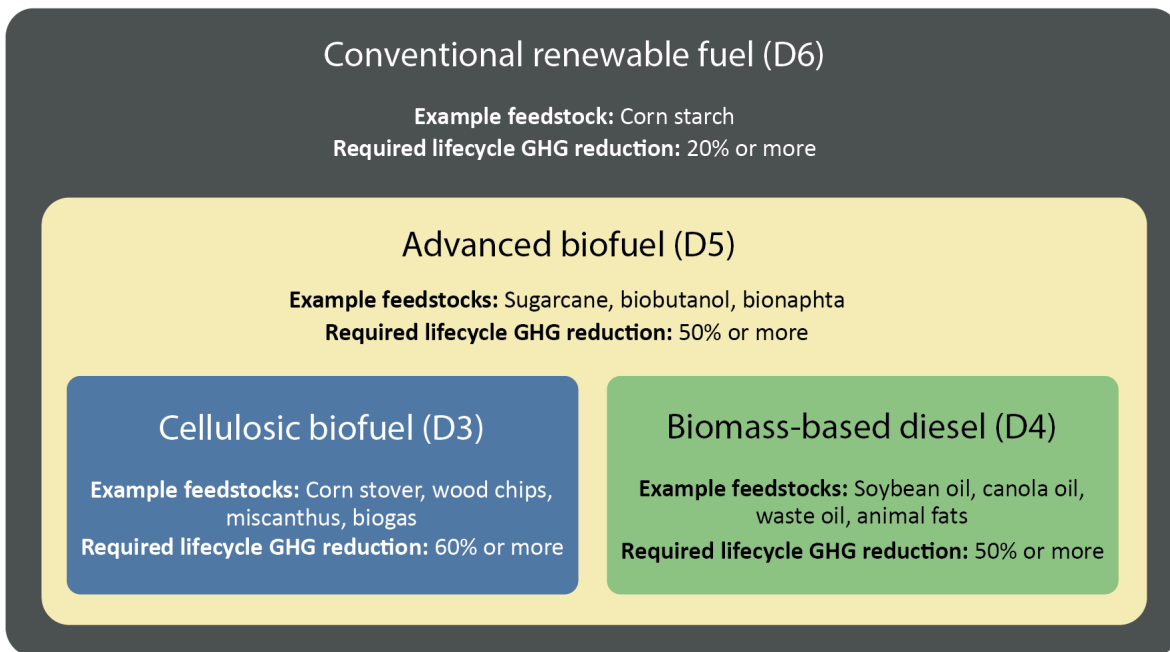 Conventional renewable fuel (D6)
Example feedstock: Corn starch
Required lifecycle GHG reduction: 20% or more
Advanced biofuel (D5)
Example feedstocks: Sugarcane, biobutanol, bionaphta
Required lifecycle GHG reduction: 50% or more
Cellulosic biofuel (D3)
Example feedstocks: Corn stover, wood chips,
miscanthus, biogas
Required lifecycle GHG reduction: 60% or more
Biomass-based diesel (D4)
Example feedstocks: Soybean oil, canola oil,
waste oil, animal fats
Required lifecycle GHG reduction: 50% or more